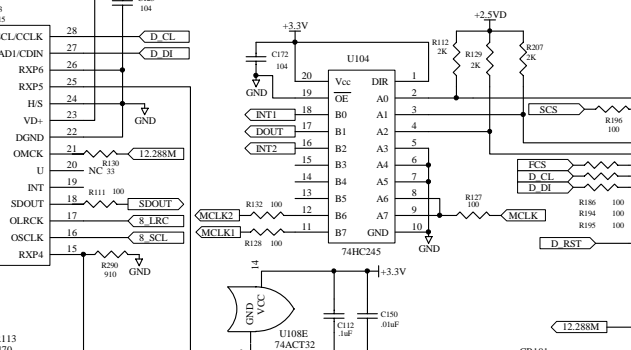 104
+3.3V
+2.5VD
CL/CCLK 28 D_CL
AD1/CDIN 27 D_DI
RXP6 26
RXP5 25
H/S 24 GND
VD+ 23
DGND 22
OMCK 21 R130 33 12.288M
U 20 NC
INT 19
SDOUT 18 R111 100 SDOUT
OLRCK 17 8_LRC
OSCLK 16 8_SCL
RXP4 15 R290 910 GND
C172 104
GND
U104
20 Vcc DIR 1
19 OE A0 2
INT1 18 B0 A1 3
DOUT 17 B1 A2 4
INT2 16 B2 A3 5
15 B3 A4 6
14 B4 A5 7
13 B5 A6 8
MCLK2 R132 100 12 B6 A7 9 R127 100 MCLK
MCLK1 R128 100 11 B7 GND 10
74HC245
GND
R112 2K
R129 2K
R207 2K
SCS R196 100
FCS
D_CL
D_DI
R186 100
R194 100
R195 100
D_RST
14
+3.3V
GND VCC
U108E
74ACT32
C112 .1uF
C150 .01uF
12.288M